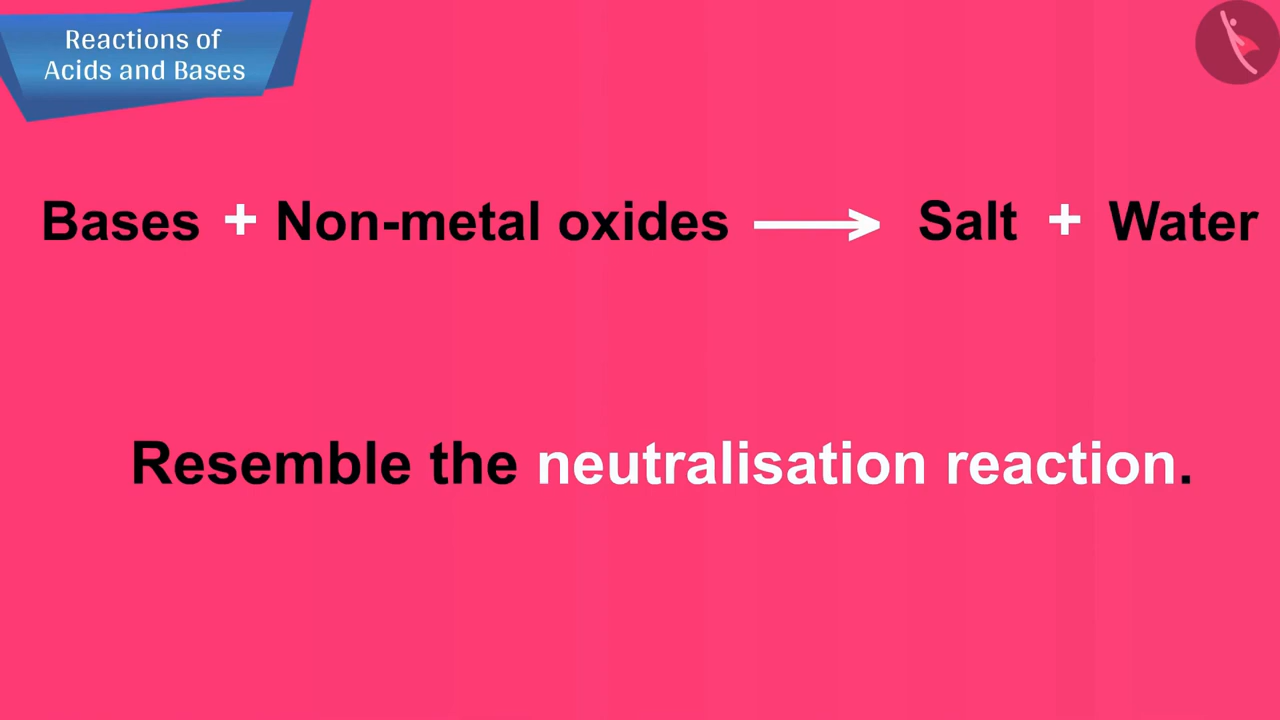 Reactions of
Acids and Bases
Bases + Non-metal oxides ⟶ Salt + Water
Resemble the neutralisation reaction.